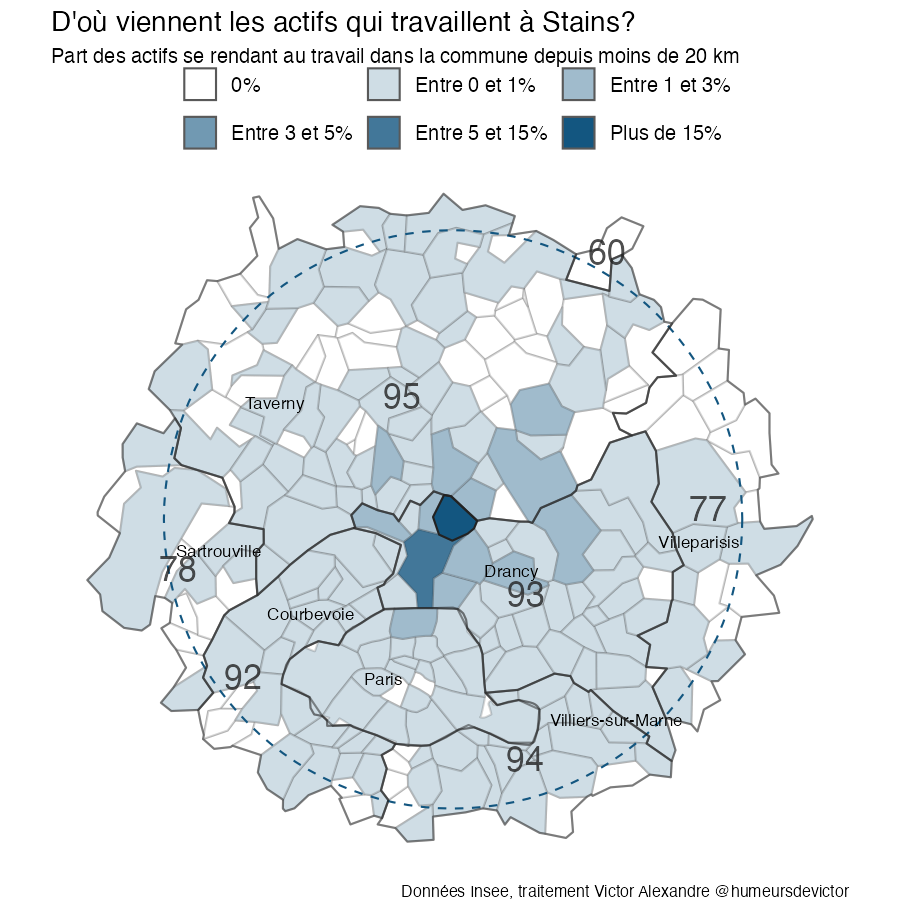 D'où viennent les actifs qui travaillent à Stains?
Part des actifs se rendant au travail dans la commune depuis moins de 20 km
0%
Entre 0 et 1%
Entre 1 et 3%
Entre 3 et 5%
Entre 5 et 15%
Plus de 15%
60
95
Taverny
77
Villeparisis
Sartrouville
78
Drancy
93
Courbevoie
92
Paris
Villiers-sur-Marne
94
Données Insee, traitement Victor Alexandre @humeursdevictor